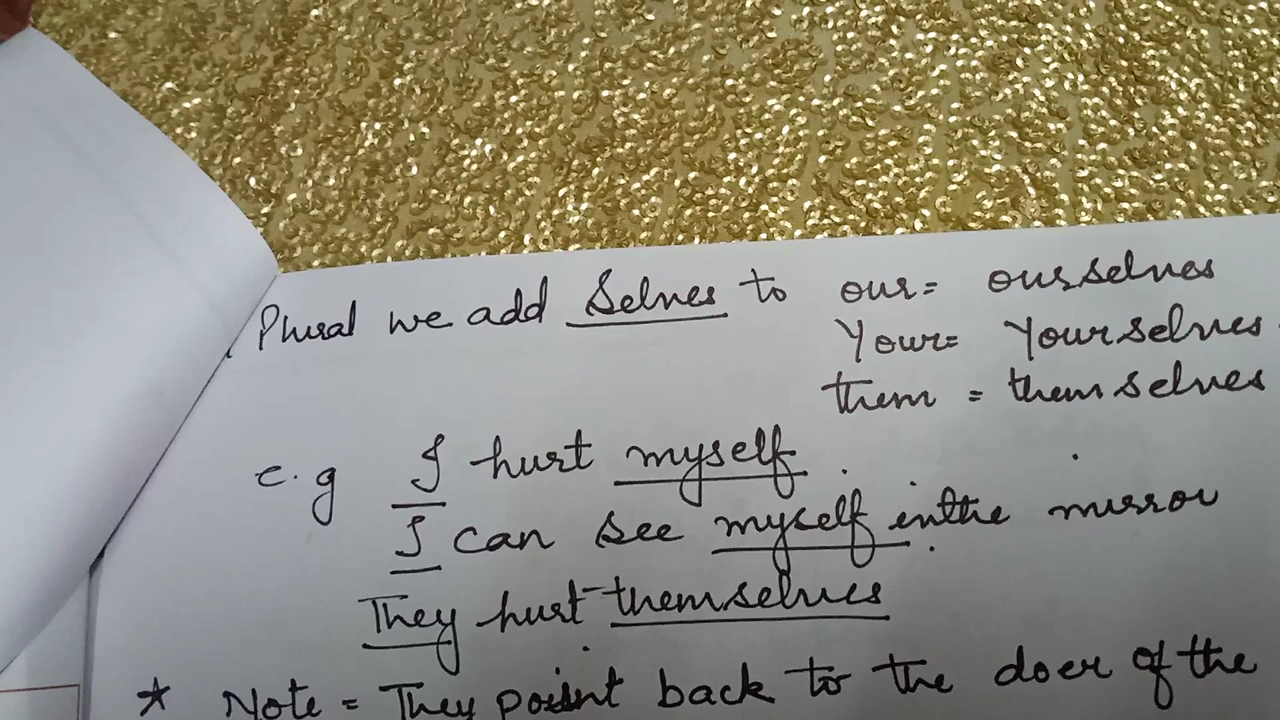 Plural we add Selves to our = ourselves
Your = Yourselves
them = themselves
e.g I hurt myself.
I can see myself in the mirror
They hurt themselves
* Note = They point back to the doer of the